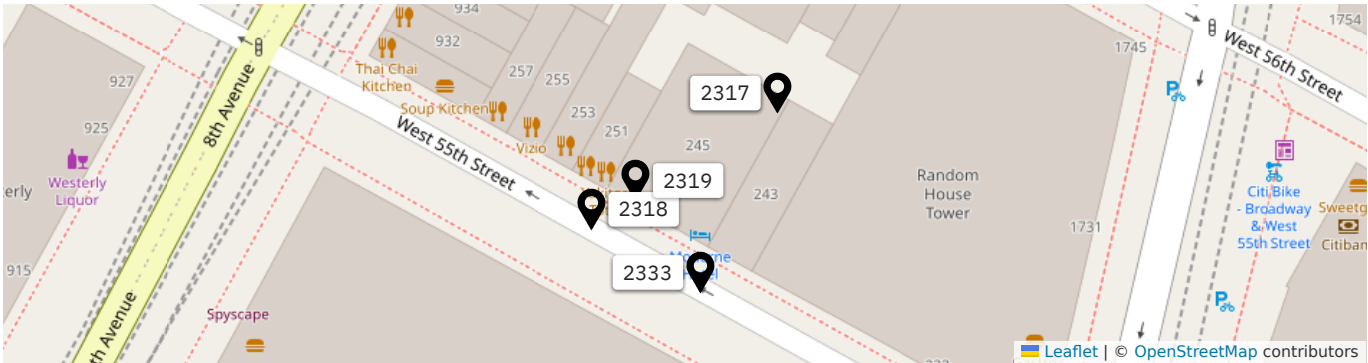 934
1754
932
1745
West 56th Street
927
Thai Chai
Kitchen
257
255
8th Avenue
Soup Kitchen
2317
253
925
West 55th Street
251
Vizio
245
Westerly
Liquor
erly
2319
2318
243
Random
House
Tower
Citi Bike
- Broadway
& West
55th Street
Sweetg
Citiban
1731
915
2333
Spyscape
th Avenue
Leaflet | © OpenStreetMap contributors